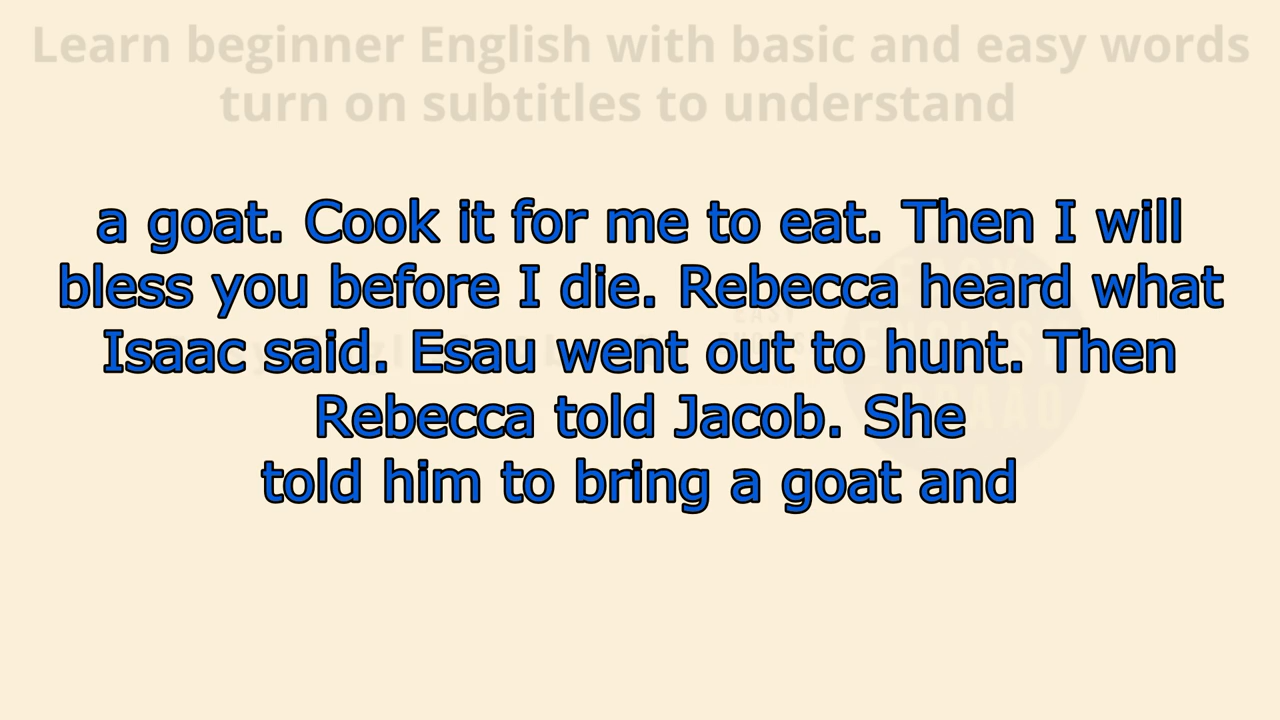 Learn beginner English with basic and easy words
turn on subtitles to understand
a goat. Cook it for me to eat. Then I will
bless you before I die. Rebecca heard what
Isaac said. Esau went out to hunt. Then
Rebecca told Jacob. She
told him to bring a goat and